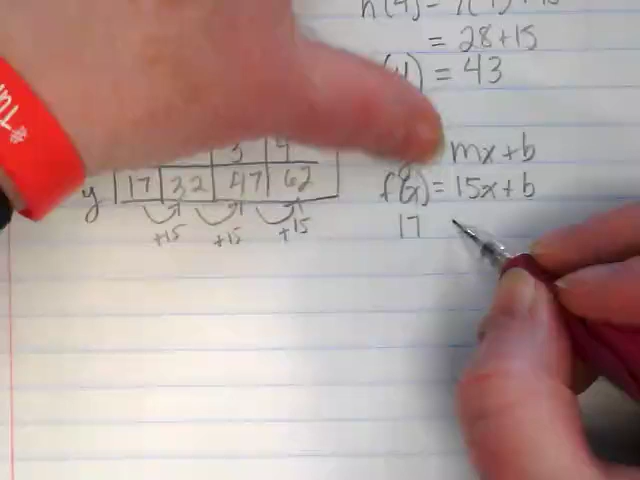 = 28+15
= 43
3 4
mx+b
y 17 32 47 62
f(x)= 15x+b
+15 +15 +15
17